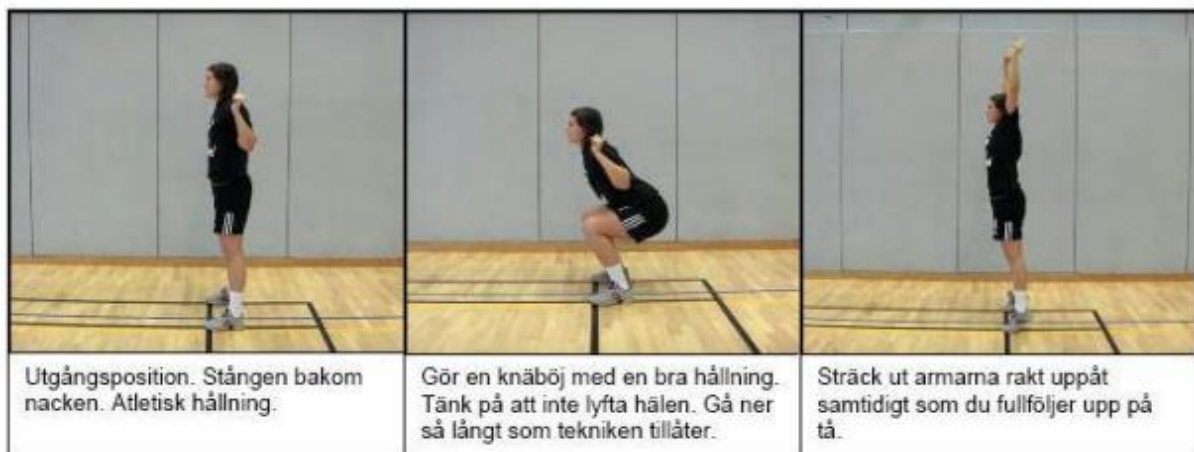 Utgångsposition. Stången bakom
nacken. Atletisk hållning.
Gör en knäböj med en bra hållning.
Tänk på att inte lyfta hälen. Gå ner
så långt som tekniken tillåter.
Sträck ut armarna rakt uppåt
samtidigt som du fullföljer upp på
tå.